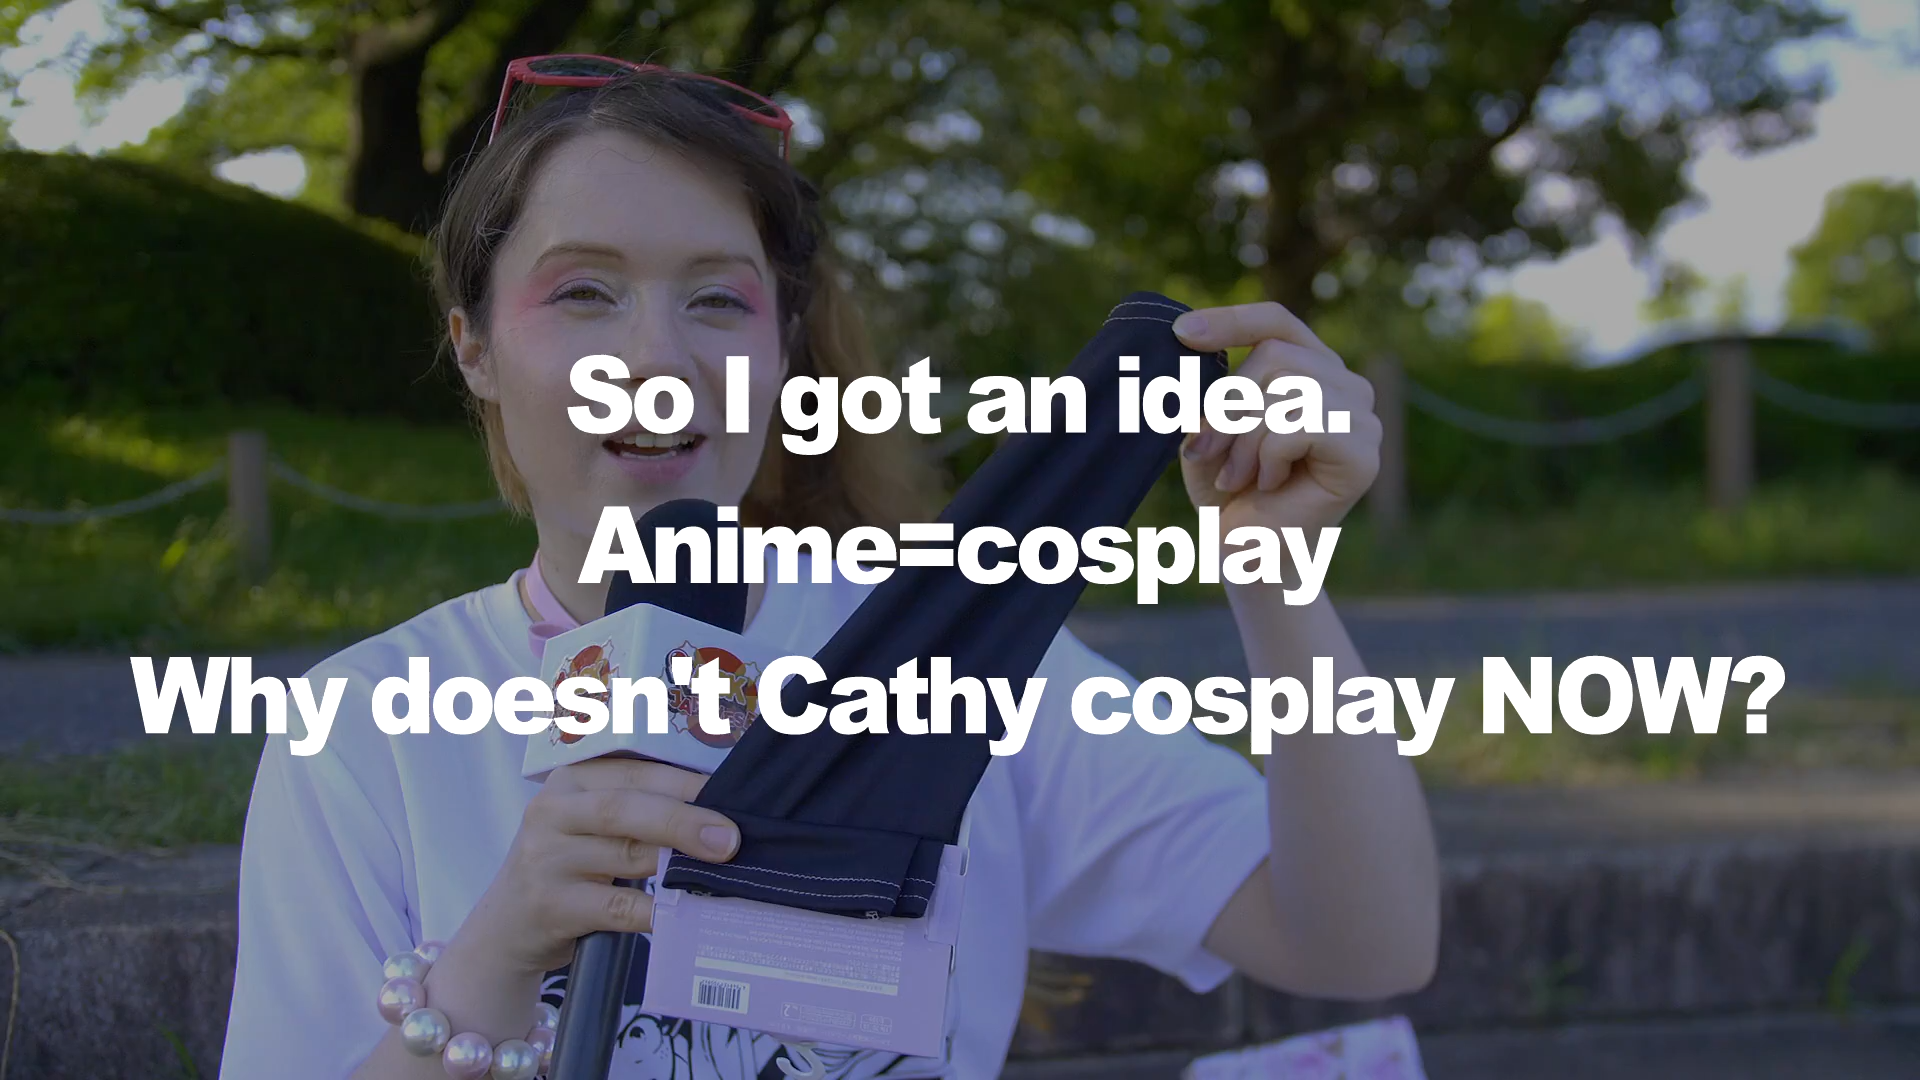 So I got an idea.
Anime=cosplay
Why doesn't Cathy cosplay NOW?